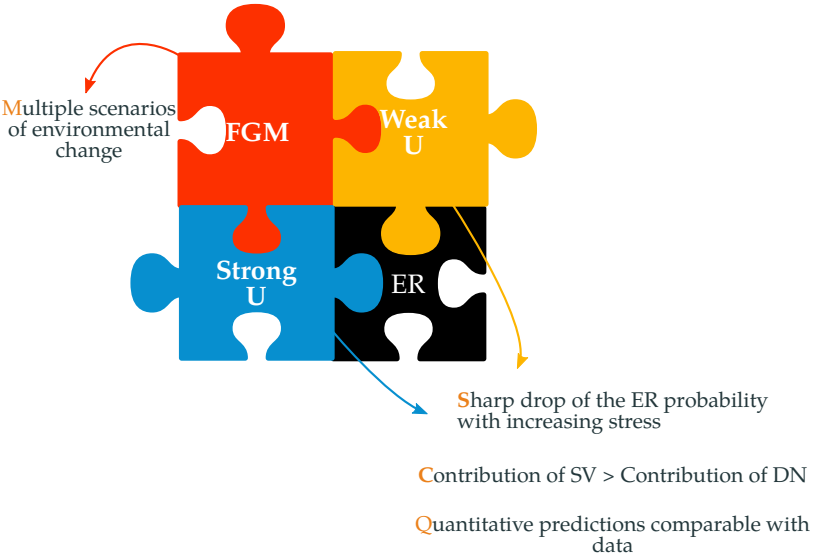 Multiple scenarios
of environmental
change
FGM
Weak
U
Strong
U
ER
Sharp drop of the ER probability
with increasing stress
Contribution of SV > Contribution of DN
Quantitative predictions comparable with
data